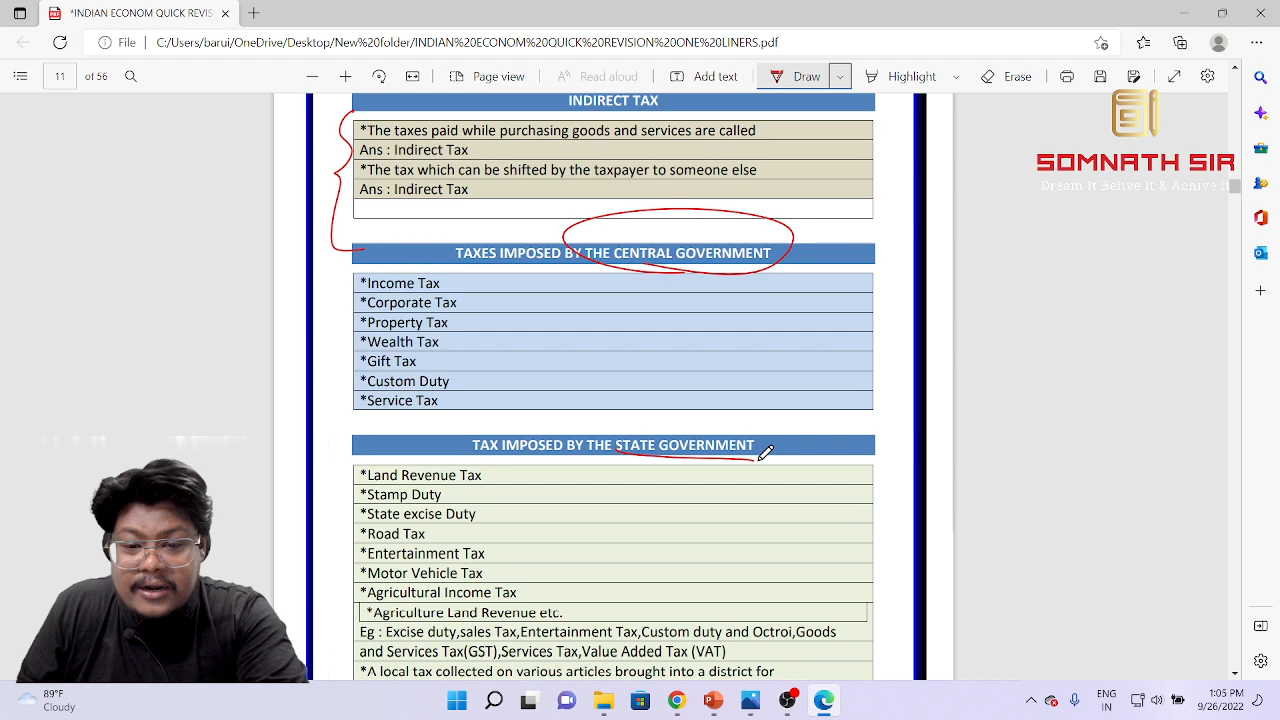 *INDIAN ECONOM QUICK REVIS
File
C:/Users/barui/OneDrive/Desktop/New%20folder/INDIAN%20ECONOM%20QUICK%20REVISION%20ONE%20LINERS.pdf
11 of 56
Page view
Read aloud
Add text
Draw
Highlight
Erase
SOMNATH SIR
Dream It Belive It & Achive It
INDIRECT TAX
*The taxes paid while purchasing goods and services are called
Ans : Indirect Tax
*The tax which can be shifted by the taxpayer to someone else
Ans : Indirect Tax
TAXES IMPOSED BY THE CENTRAL GOVERNMENT
*Income Tax
*Corporate Tax
*Property Tax
*Wealth Tax
*Gift Tax
*Custom Duty
*Service Tax
TAX IMPOSED BY THE STATE GOVERNMENT
*Land Revenue Tax
*Stamp Duty
*State excise Duty
*Road Tax
*Entertainment Tax
*Motor Vehicle Tax
*Agricultural Income Tax
*Agriculture Land Revenue etc.
Eg : Excise duty,sales Tax,Entertainment Tax,Custom duty and Octroi,Goods
and Services Tax(GST),Services Tax,Value Added Tax (VAT)
*A local tax collected on various articles brought into a district for
89°F
Cloudy
ENG
IN
1:05 PM
9/26/2022